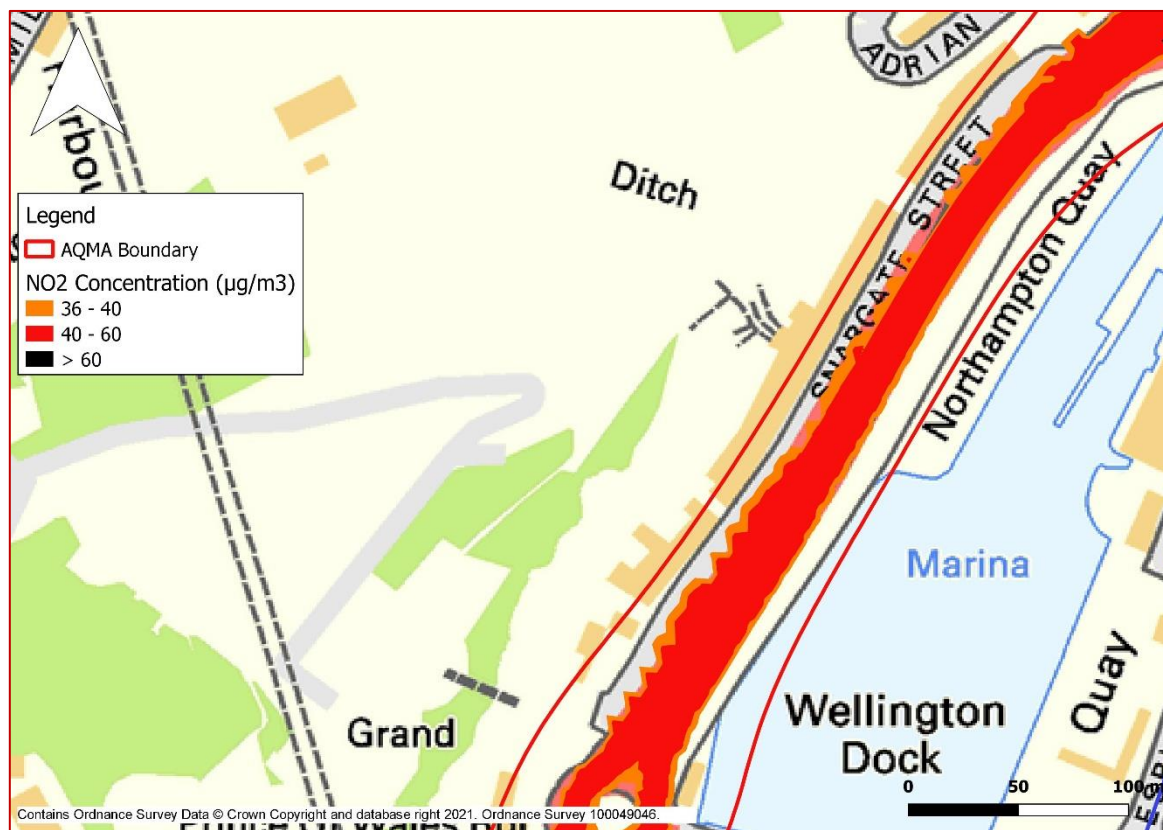 ADRIAN
Ditch
SNARGATE STREET
Northampton Quay
Legend
AQMA Boundary
NO2 Concentration (µg/m3)
36 - 40
40 - 60
> 60
Marina
Quay
Wellington
Dock
Grand
0 50 100 m
Contains Ordnance Survey Data © Crown Copyright and database right 2021. Ordnance Survey 100049046.